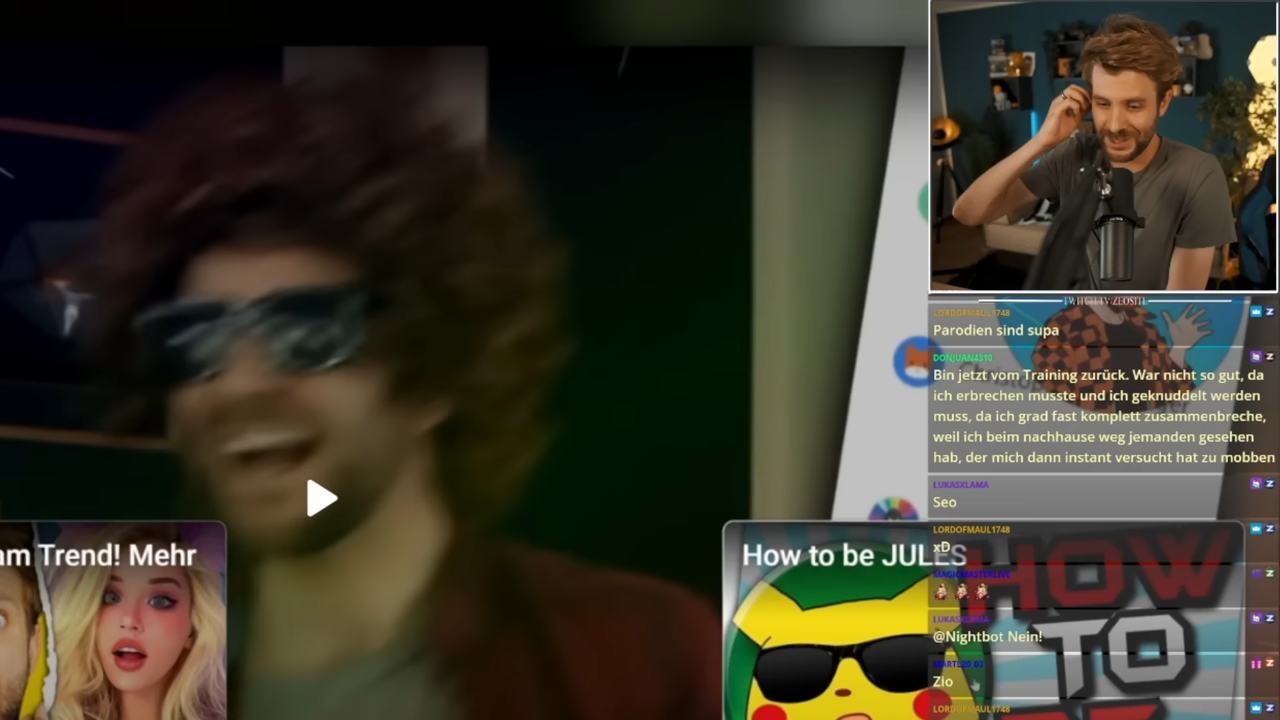 TWITCH.TV/ZEOSIT
LORDOFMAUL1748
Parodien sind supa
DONJUAN4310
Bin jetzt vom Training zurück. War nicht so gut, da
ich erbrechen musste und ich geknuddelt werden
muss, da ich grad fast komplett zusammenbreche,
weil ich beim nachhause weg jemanden gesehen
hab, der mich dann instant versucht hat zu mobben
LUKASXLAMA
Seo
LORDOFMAUL1748
xD
MAGICMASTERLIVE
LUKASXLAMA
@Nightbot Nein!
Zio
LORDOFMAUL1748
am Trend! Mehr
How to be JULES
HOW
TO